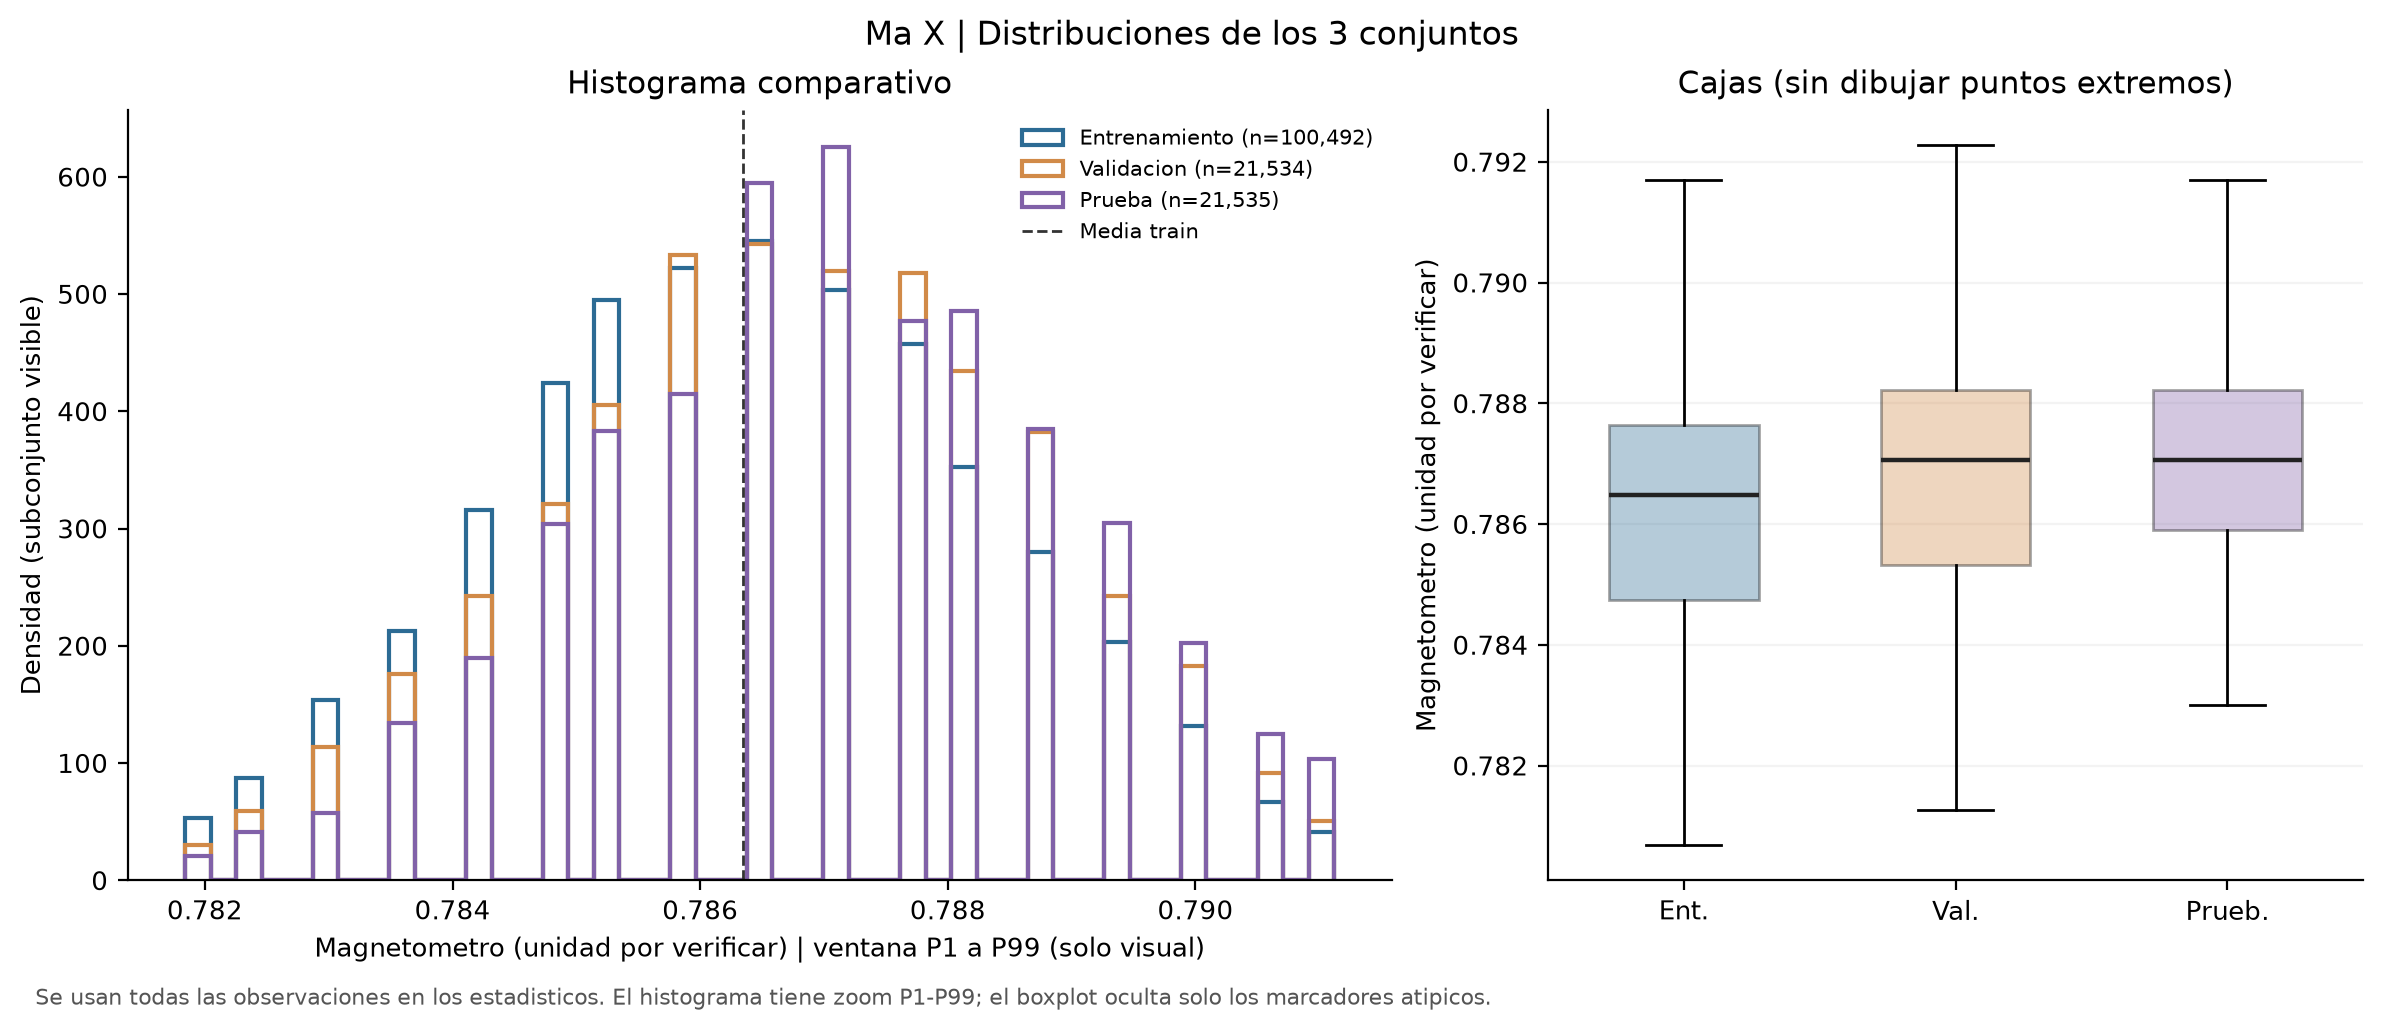 Ma X | Distribuciones de los 3 conjuntos
Histograma comparativo
Densidad (subconjunto visible)
600
500
400
300
200
100
0
Entrenamiento (n=100,492)
Validacion (n=21,534)
Prueba (n=21,535)
Media train
0.782 0.784 0.786 0.788 0.790
Magnetometro (unidad por verificar) | ventana P1 a P99 (solo visual)
Cajas (sin dibujar puntos extremos)
Magnetometro (unidad por verificar)
0.792
0.790
0.788
0.786
0.784
0.782
Ent. Val. Prueb.
Se usan todas las observaciones en los estadisticos. El histograma tiene zoom P1-P99; el boxplot oculta solo los marcadores atipicos.